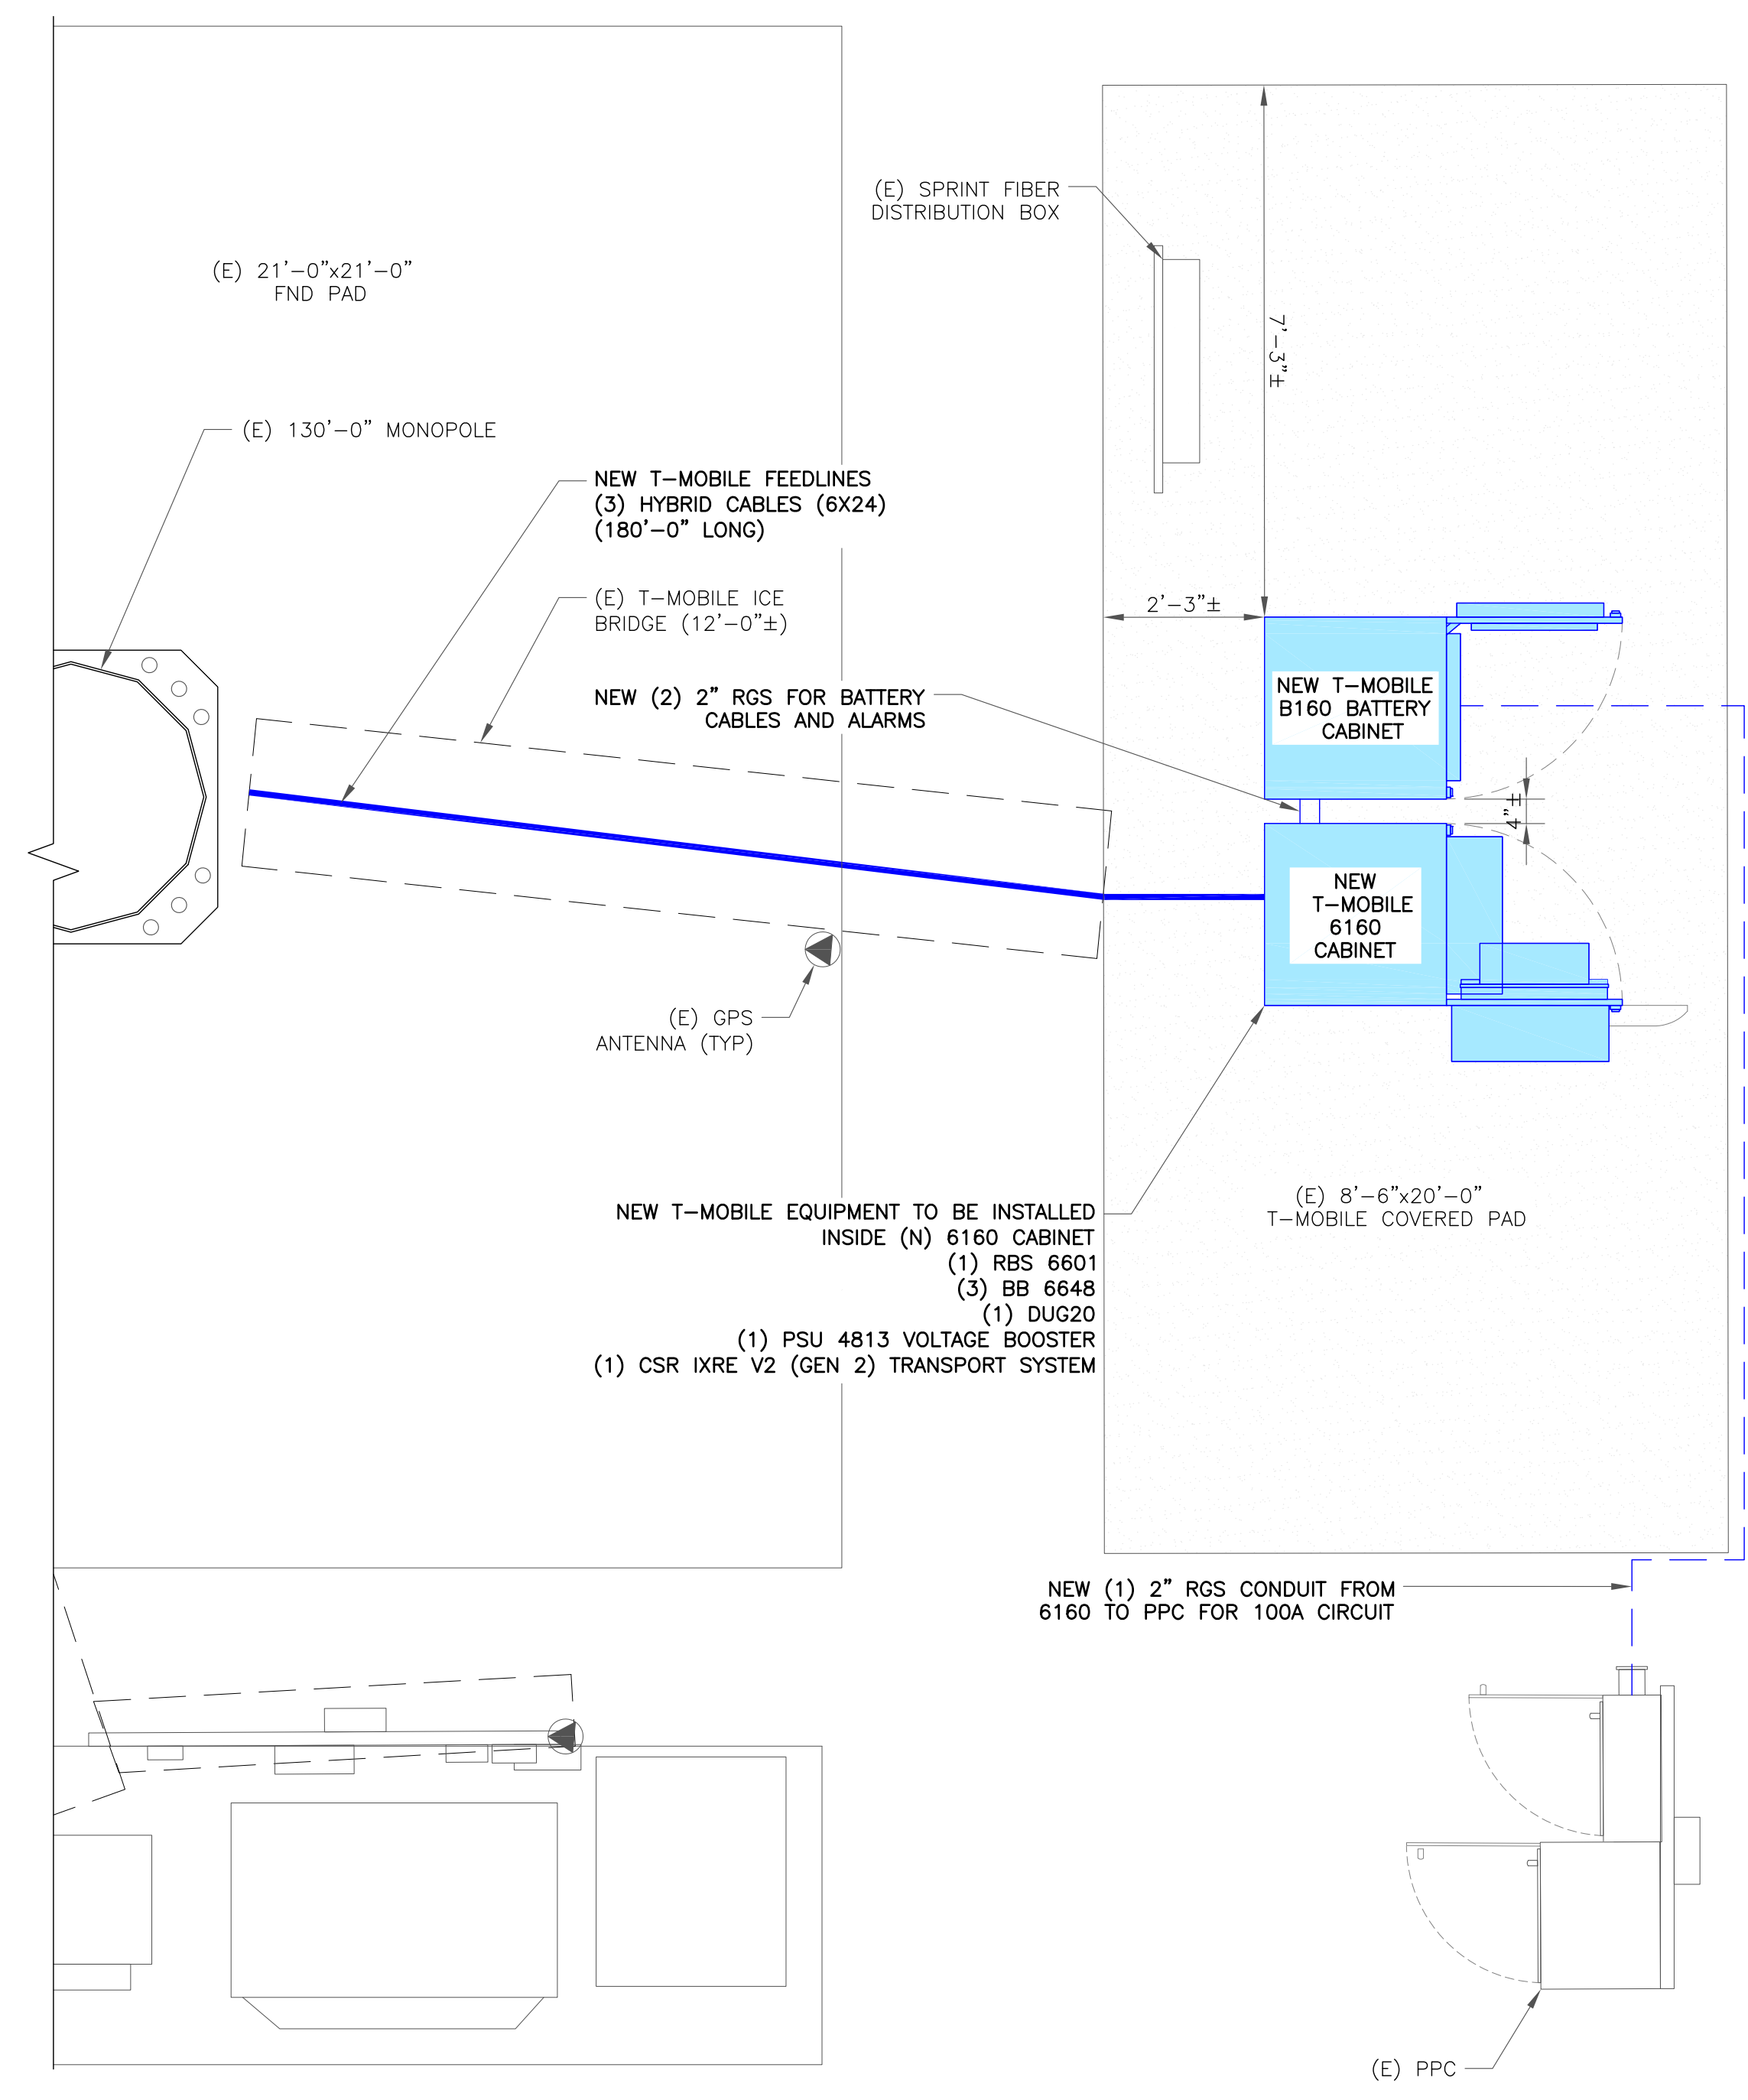 (E) SPRINT FIBER
DISTRIBUTION BOX
(E) 21'-0"x21'-0"
FND PAD
7'-3"±
(E) 130'-0" MONOPOLE
NEW T-MOBILE FEEDLINES
(3) HYBRID CABLES (6X24)
(180'-0" LONG)
(E) T-MOBILE ICE
BRIDGE (12'-0"±)
2'-3"±
NEW (2) 2" RGS FOR BATTERY
CABLES AND ALARMS
NEW T-MOBILE
B160 BATTERY
CABINET
4"±
NEW
T-MOBILE
6160
CABINET
(E) GPS
ANTENNA (TYP)
NEW T-MOBILE EQUIPMENT TO BE INSTALLED
INSIDE (N) 6160 CABINET
(1) RBS 6601
(3) BB 6648
(1) DUG20
(1) PSU 4813 VOLTAGE BOOSTER
(1) CSR IXRE V2 (GEN 2) TRANSPORT SYSTEM
(E) 8'-6"x20'-0"
T-MOBILE COVERED PAD
NEW (1) 2" RGS CONDUIT FROM
6160 TO PPC FOR 100A CIRCUIT
(E) PPC